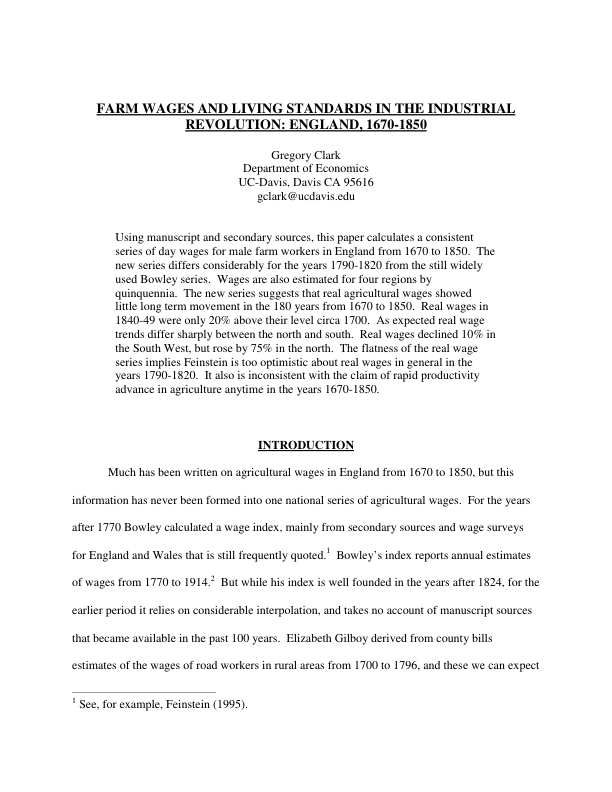 FARM WAGES AND LIVING STANDARDS IN THE INDUSTRIAL
REVOLUTION: ENGLAND, 1670-1850
Gregory Clark
Department of Economics
UC-Davis, Davis CA 95616
gclark@ucdavis.edu
Using manuscript and secondary sources, this paper calculates a consistent
series of day wages for male farm workers in England from 1670 to 1850.  The
new series differs considerably for the years 1790-1820 from the still widely
used Bowley series.  Wages are also estimated for four regions by
quinquennia.  The new series suggests that real agricultural wages showed
little long term movement in the 180 years from 1670 to 1850.  Real wages in
1840-49 were only 20% above their level circa 1700.  As expected real wage
trends differ sharply between the north and south.  Real wages declined 10% in
the South West, but rose by 75% in the north.  The flatness of the real wage
series implies Feinstein is too optimistic about real wages in general in the
years 1790-1820.  It also is inconsistent with the claim of rapid productivity
advance in agriculture anytime in the years 1670-1850.
INTRODUCTION
Much has been written on agricultural wages in England from 1670 to 1850, but this
information has never been formed into one national series of agricultural wages.  For the years
after 1770 Bowley calculated a wage index, mainly from secondary sources and wage surveys
for England and Wales that is still frequently quoted.1  Bowley's index reports annual estimates
of wages from 1770 to 1914.2  But while his index is well founded in the years after 1824, for the
earlier period it relies on considerable interpolation, and takes no account of manuscript sources
that became available in the past 100 years.  Elizabeth Gilboy derived from county bills
estimates of the wages of road workers in rural areas from 1700 to 1796, and these we can expect
1 See, for example, Feinstein (1995).